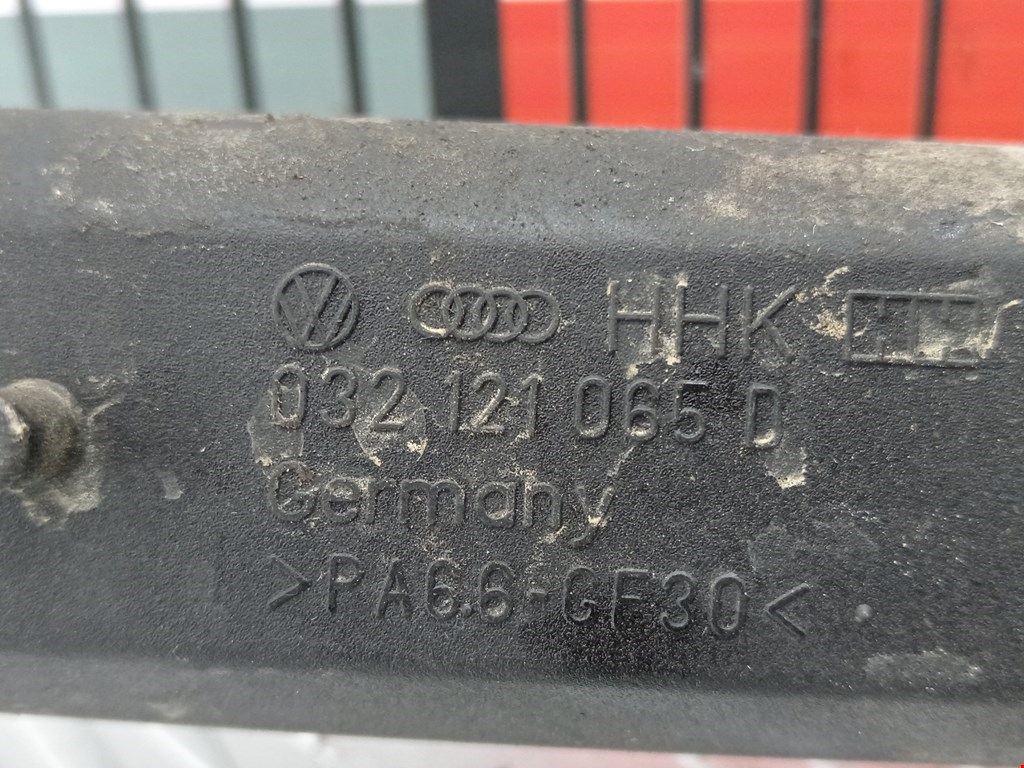 HHK
032 121 065 D
Germany
>PA6.6-GF30<